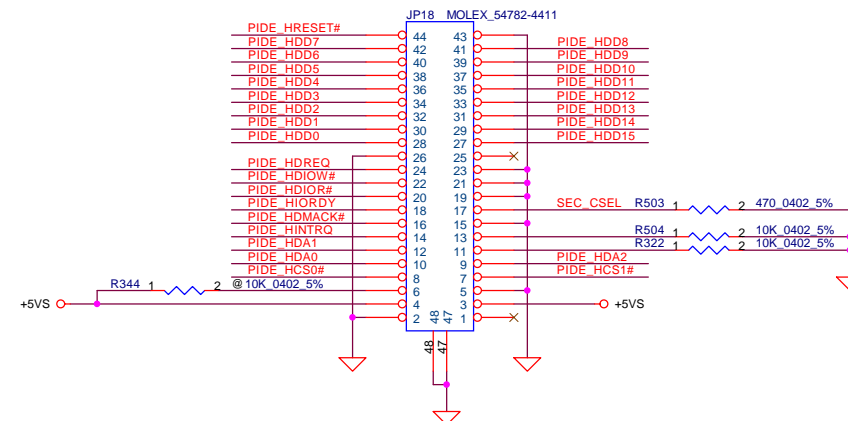 JP18 MOLEX_54782-4411
PIDE_HRESET# 44 43
PIDE_HDD7 42 41 PIDE_HDD8
PIDE_HDD6 40 39 PIDE_HDD9
PIDE_HDD5 38 37 PIDE_HDD10
PIDE_HDD4 36 35 PIDE_HDD11
PIDE_HDD3 34 33 PIDE_HDD12
PIDE_HDD2 32 31 PIDE_HDD13
PIDE_HDD1 30 29 PIDE_HDD14
PIDE_HDD0 28 27 PIDE_HDD15
26 25
PIDE_HDREQ 24 23
PIDE_HDIOW# 22 21
PIDE_HDIOR# 20 19
PIDE_HIORDY 18 17 SEC_CSEL R503 1 2 470_0402_5%
PIDE_HDMACK# 16 15
PIDE_HINTRQ 14 13 R504 1 2 10K_0402_5%
PIDE_HDA1 12 11 R322 1 2 10K_0402_5%
PIDE_HDA0 10 9 PIDE_HDA2
PIDE_HCS0# 8 7 PIDE_HCS1#
R344 1 2 @10K_0402_5% 6 5
+5VS 4 3 +5VS
2 48 47 1
48 47